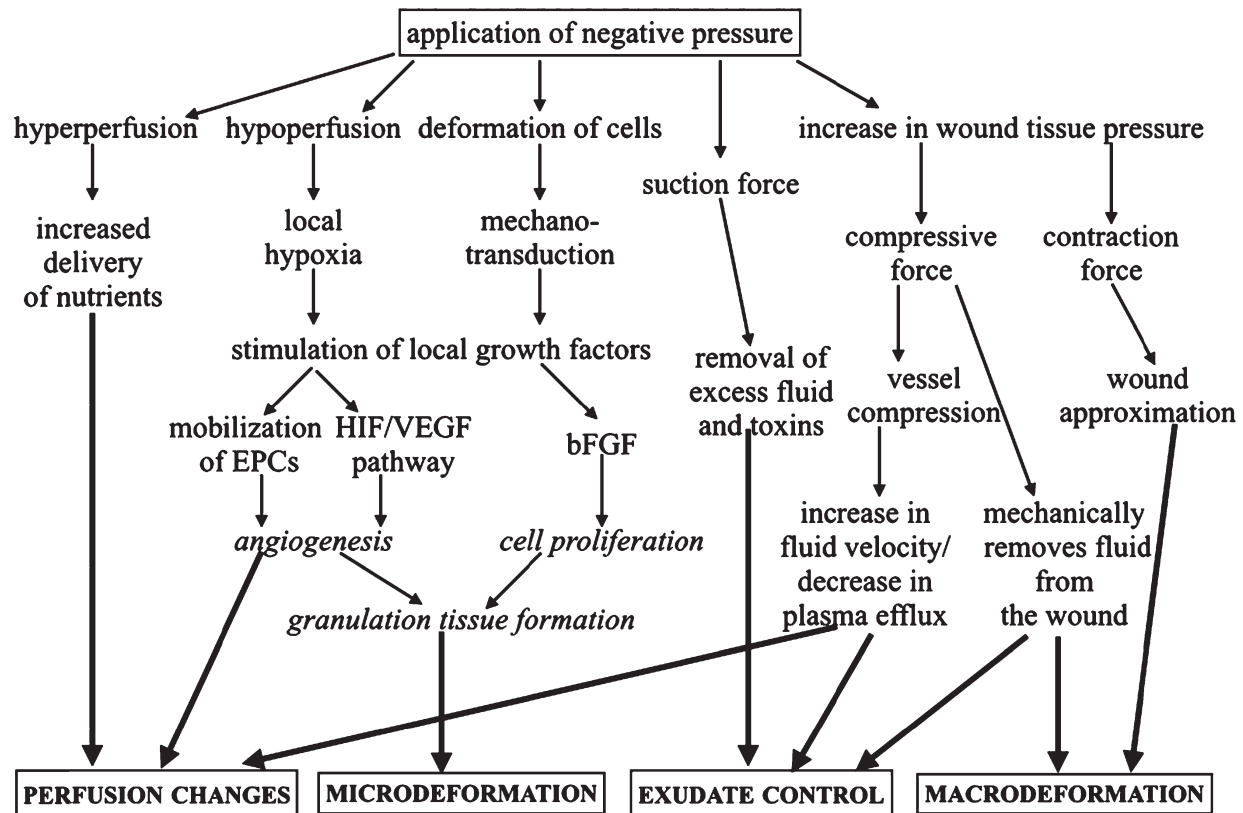 application of negative pressure
hyperperfusion
hypoperfusion
deformation of cells
increase in wound tissue pressure
suction force
increased
delivery
of nutrients
local
hypoxia
mechano-
transduction
compressive
force
contraction
force
stimulation of local growth factors
removal of
excess fluid
and toxins
vessel
compression
wound
approximation
mobilization
of EPCs
HIF/VEGF
pathway
bFGF
increase in
fluid velocity/
decrease in
plasma efflux
mechanically
removes fluid
from
the wound
angiogenesis
cell proliferation
granulation tissue formation
PERFUSION CHANGES
MICRODEFORMATION
EXUDATE CONTROL
MACRODEFORMATION